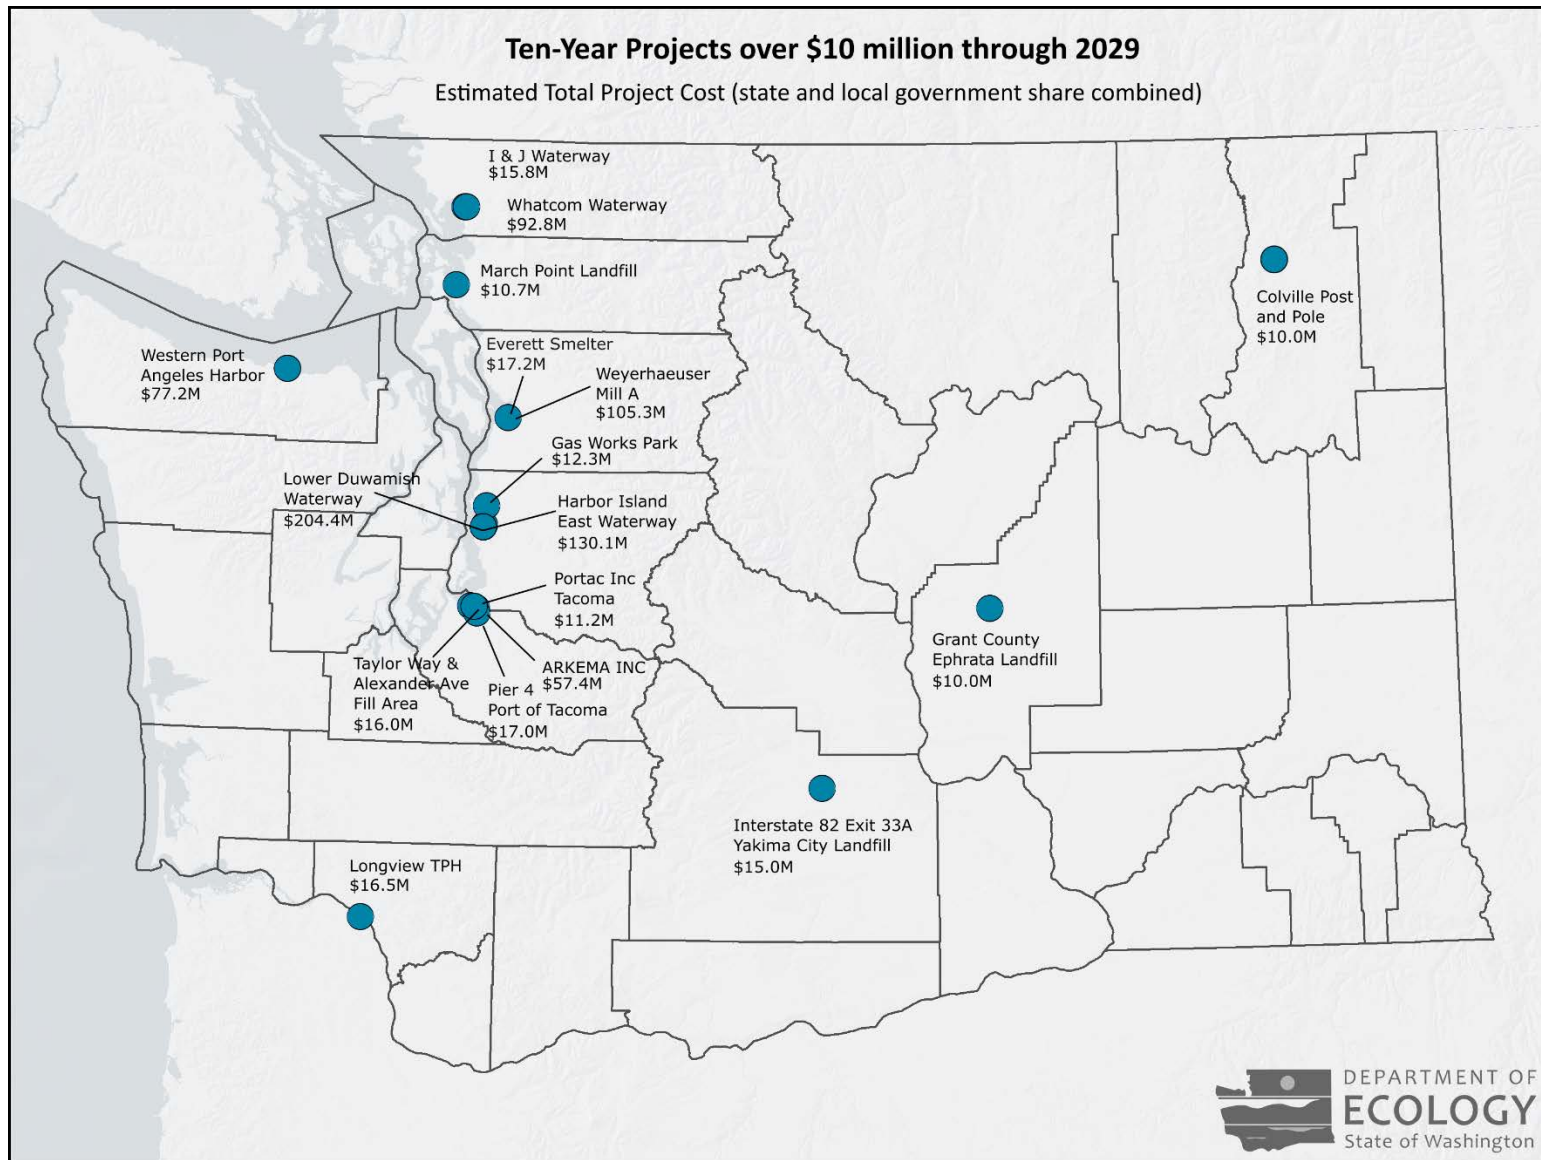 Ten-Year Projects over $10 million through 2029
Estimated Total Project Cost (state and local government share combined)
I & J Waterway
$15.8M
Whatcom Waterway
$92.8M
March Point Landfill
$10.7M
Colville Post
and Pole
$10.0M
Western Port
Angeles Harbor
$77.2M
Everett Smelter
$17.2M
Weyerhaeuser
Mill A
$105.3M
Gas Works Park
$12.3M
Lower Duwamish
Waterway
$204.4M
Harbor Island
East Waterway
$130.1M
Portac Inc
Tacoma
$11.2M
Taylor Way &
Alexander Ave
Fill Area
$16.0M
ARKEMA INC
$57.4M
Pier 4
Port of Tacoma
$17.0M
Grant County
Ephrata Landfill
$10.0M
Interstate 82 Exit 33A
Yakima City Landfill
$15.0M
Longview TPH
$16.5M
DEPARTMENT OF
ECOLOGY
State of Washington